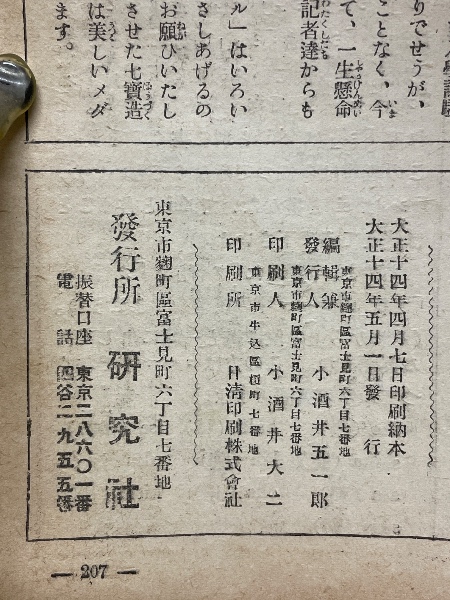 りでせうが、
ことなく、今
て、一生懸命
記者達からも
ル」はいろい
さしあげるの
お願ひいたし
させた七寶造
は美しいメダ
ます。
大正十四年四月七日印刷納本
大正十四年五月一日發行
東京市麴町區富士見町六丁目七番地
編輯兼發行人 小酒井五一郎
東京市麴町區富士見町六丁目七番地
印刷人 小酒井大二
東京市牛込區榎町七番地
印刷所 日淸印刷株式會社
東京市麴町區富士見町六丁目七番地
發行所 硏究社
振替口座 東京二八六〇一番
電話 四谷二九五五番
— 207 —